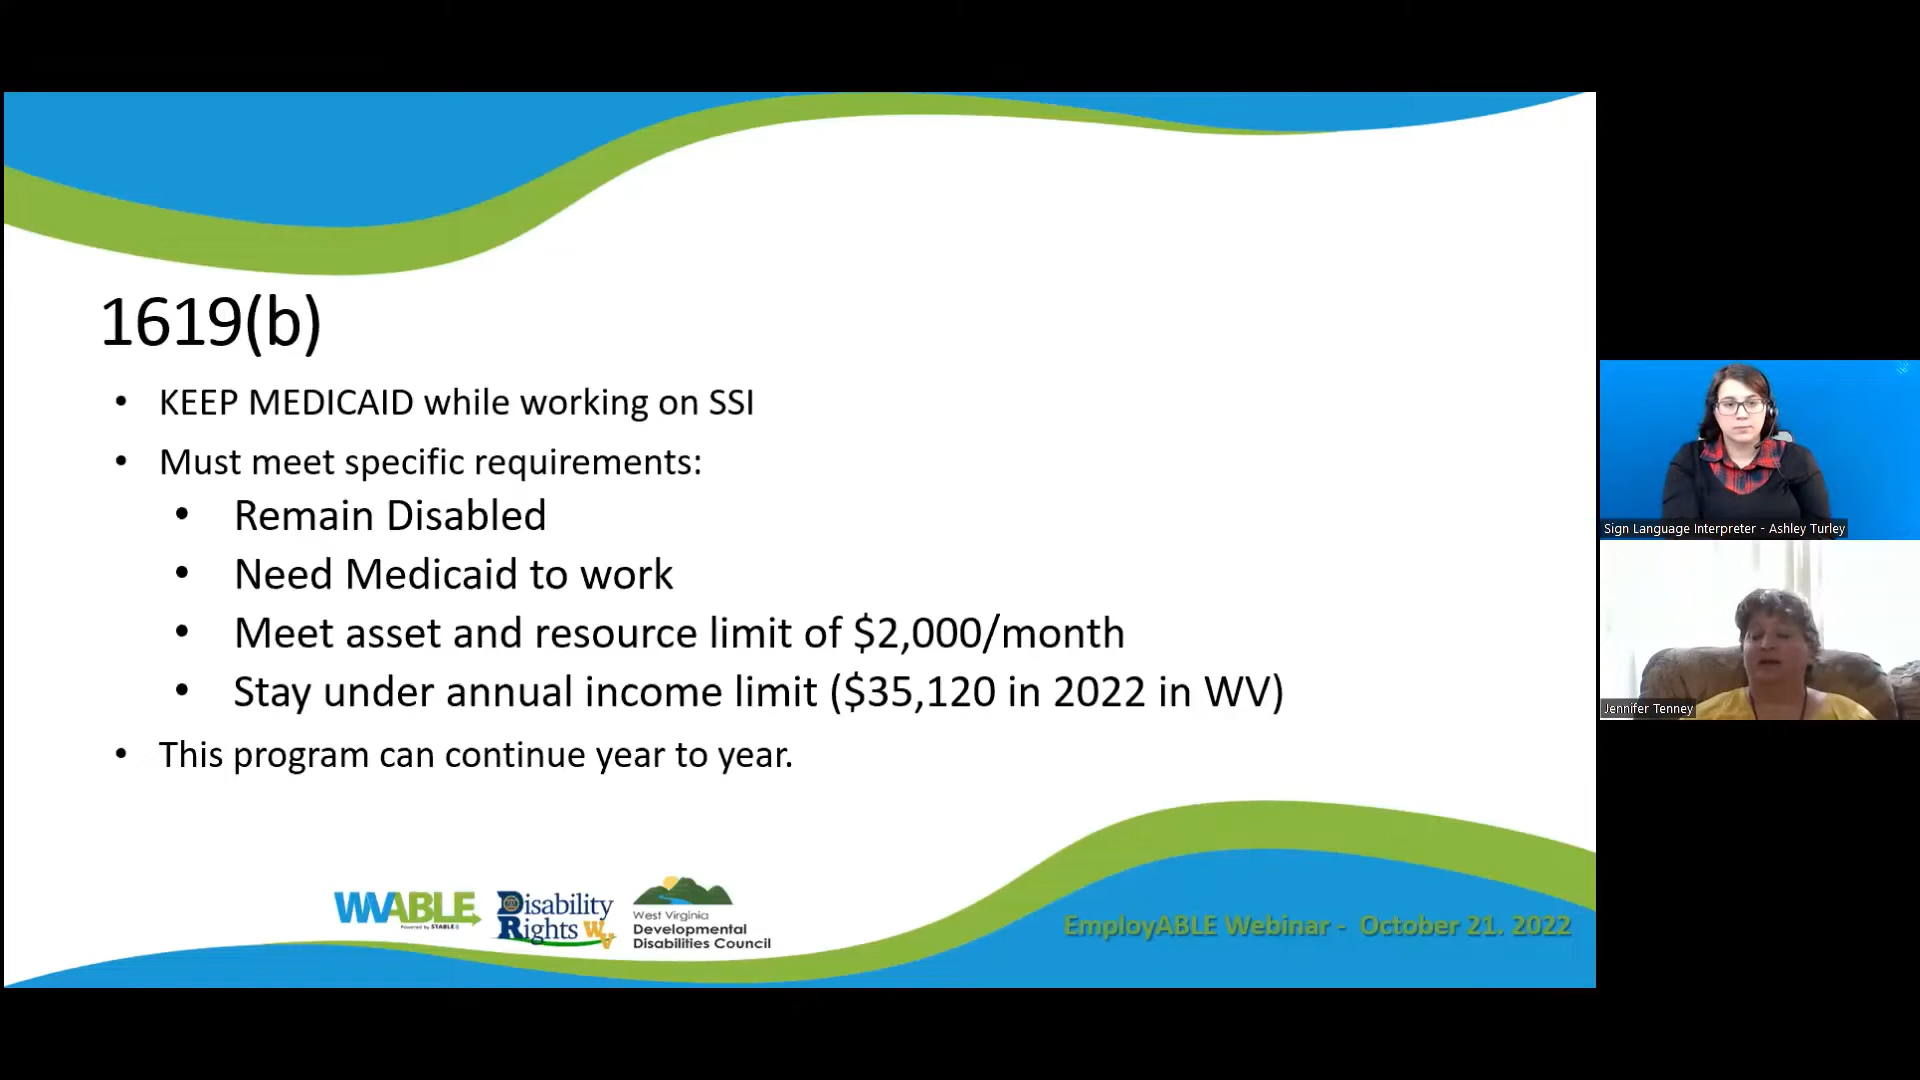 1619(b)
• KEEP MEDICAID while working on SSI
• Must meet specific requirements:
• Remain Disabled
• Need Medicaid to work
• Meet asset and resource limit of $2,000/month
• Stay under annual income limit ($35,120 in 2022 in WV)
• This program can continue year to year.
WVABLE
Powered by STABLE
Disability
Rights WV
West Virginia
Developmental
Disabilities Council
EmployABLE Webinar - October 21. 2022
Sign Language Interpreter - Ashley Turley
Jennifer Tenney